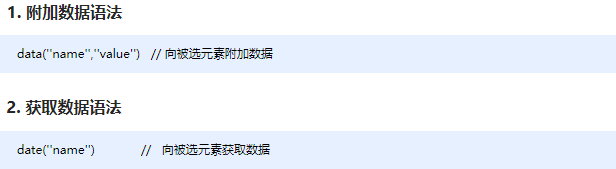 1. 附加数据语法
data(''name'',''value'') // 向被选元素附加数据
2. 获取数据语法
date(''name'') // 向被选元素获取数据